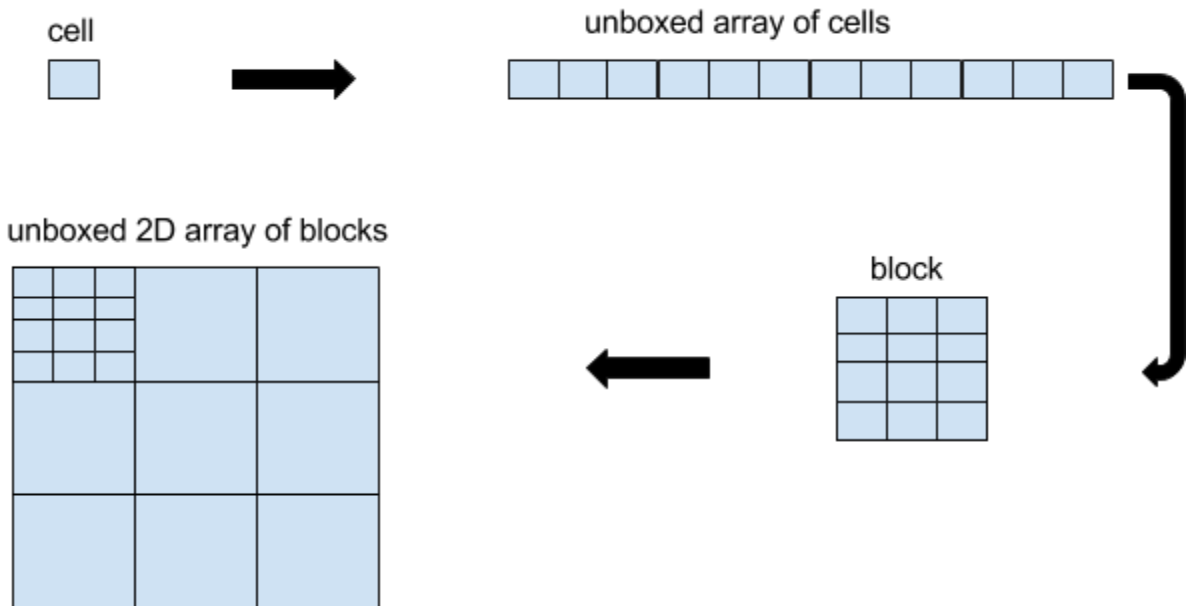 cell
unboxed array of cells
unboxed 2D array of blocks
block